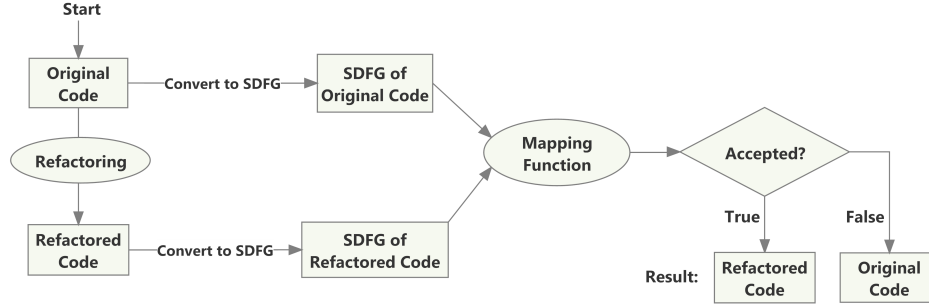 Start
Original
Code
Convert to SDFG
SDFG of
Original Code
Refactoring
Mapping
Function
Accepted?
Refactored
Code
Convert to SDFG
SDFG of
Refactored Code
True
False
Result:
Refactored
Code
Original
Code